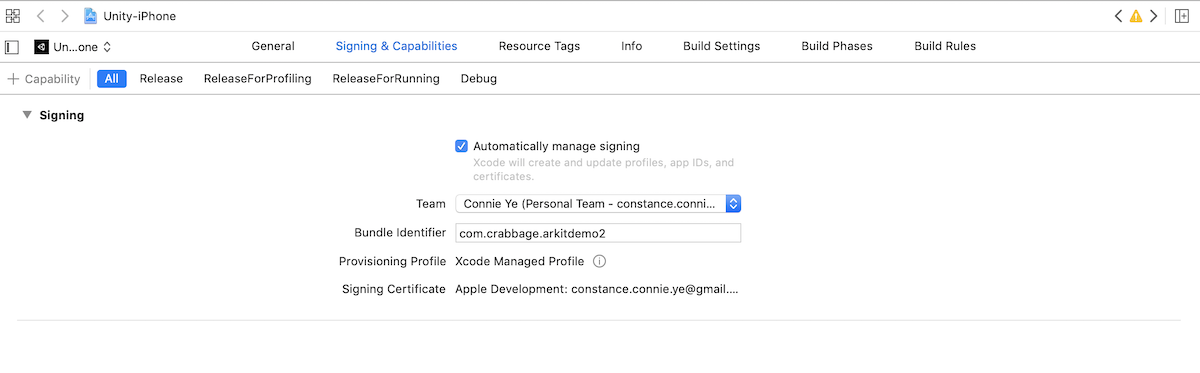 Unity-iPhone
Un...one General Signing & Capabilities Resource Tags Info Build Settings Build Phases Build Rules
+ Capability All Release ReleaseForProfiling ReleaseForRunning Debug
Signing
Automatically manage signing
Xcode will create and update profiles, app IDs, and
certificates.
Team Connie Ye (Personal Team - constance.conni...
Bundle Identifier com.crabbage.arkitdemo2
Provisioning Profile Xcode Managed Profile
Signing Certificate Apple Development: constance.connie.ye@gmail....